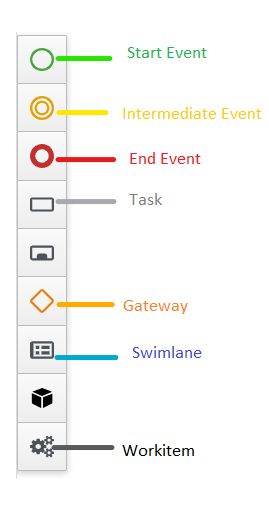 Start Event
Intermediate Event
End Event
Task
Gateway
Swimlane
Workitem